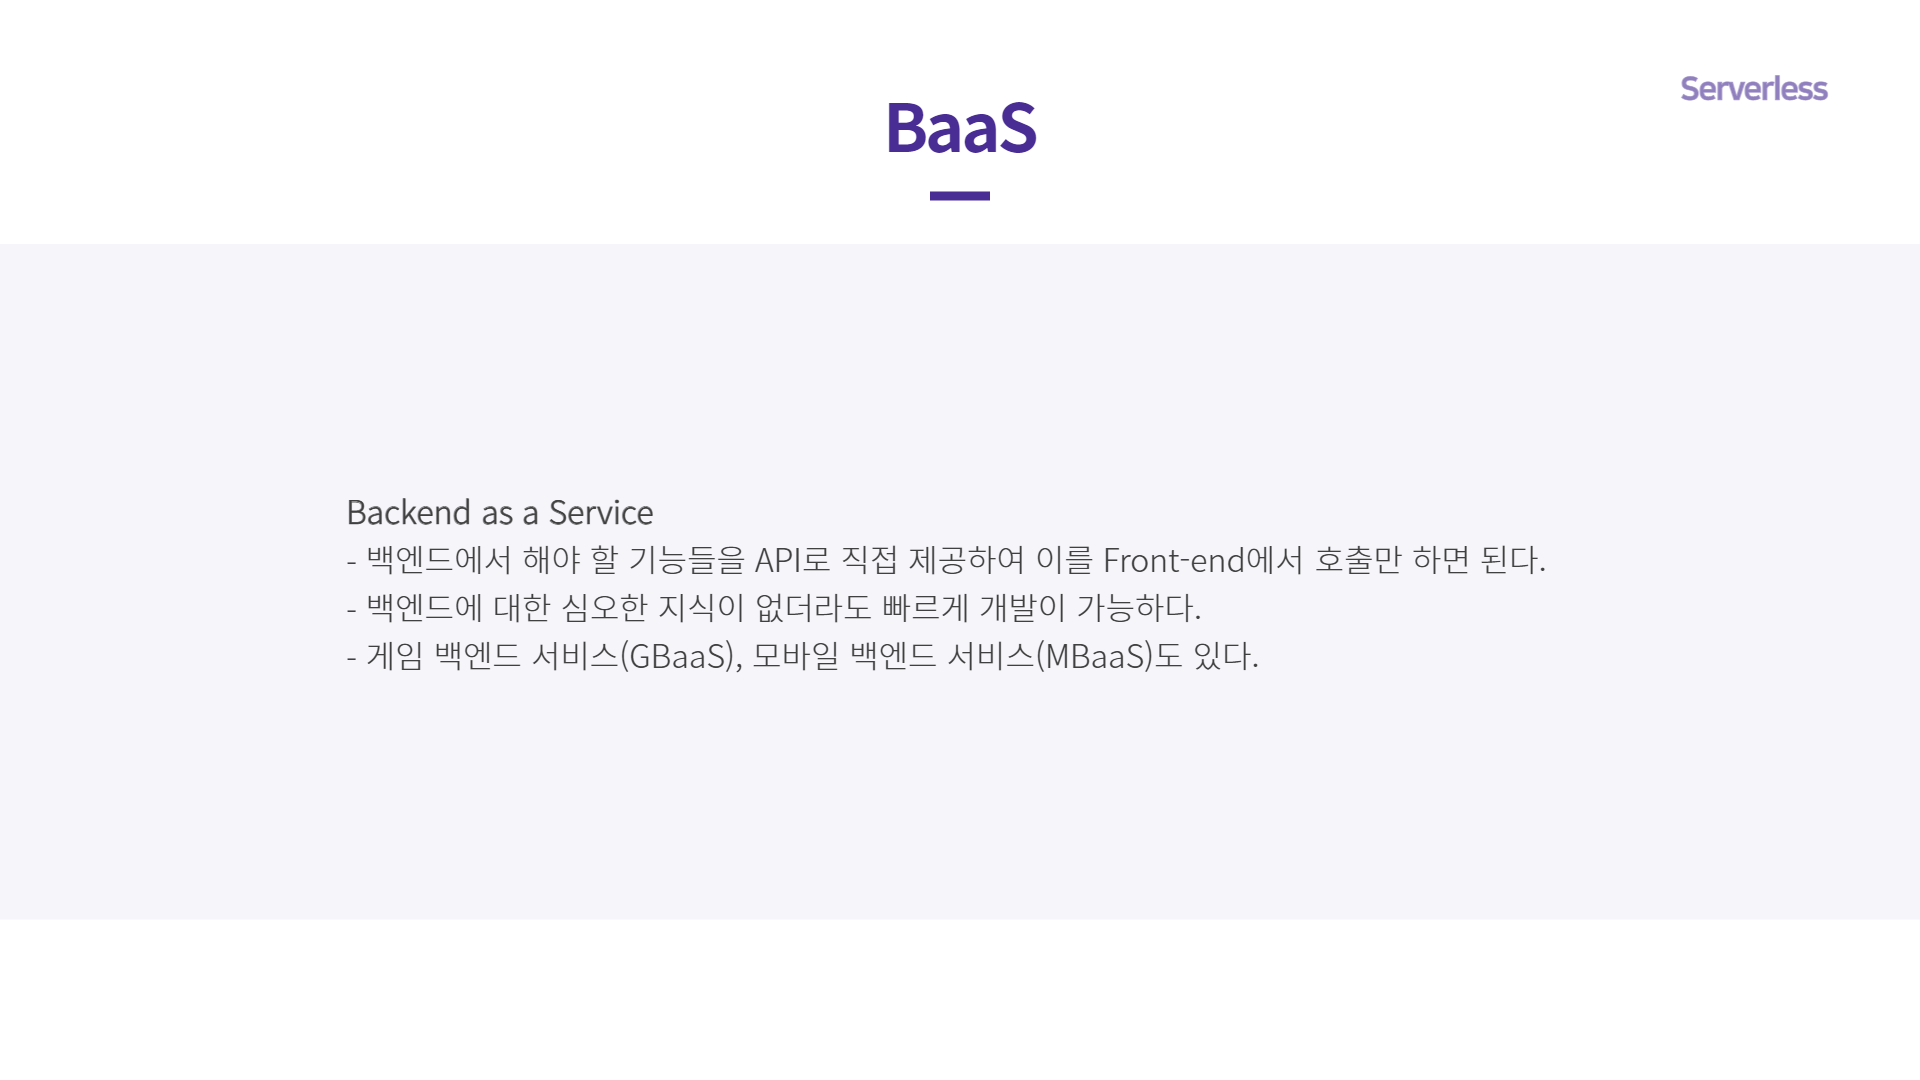 Serverless
BaaS
Backend as a Service
- 백엔드에서 해야 할 기능들을 API로 직접 제공하여 이를 Front-end에서 호출만 하면 된다.
- 백엔드에 대한 심오한 지식이 없더라도 빠르게 개발이 가능하다.
- 게임 백엔드 서비스(GBaaS), 모바일 백엔드 서비스(MBaaS)도 있다.